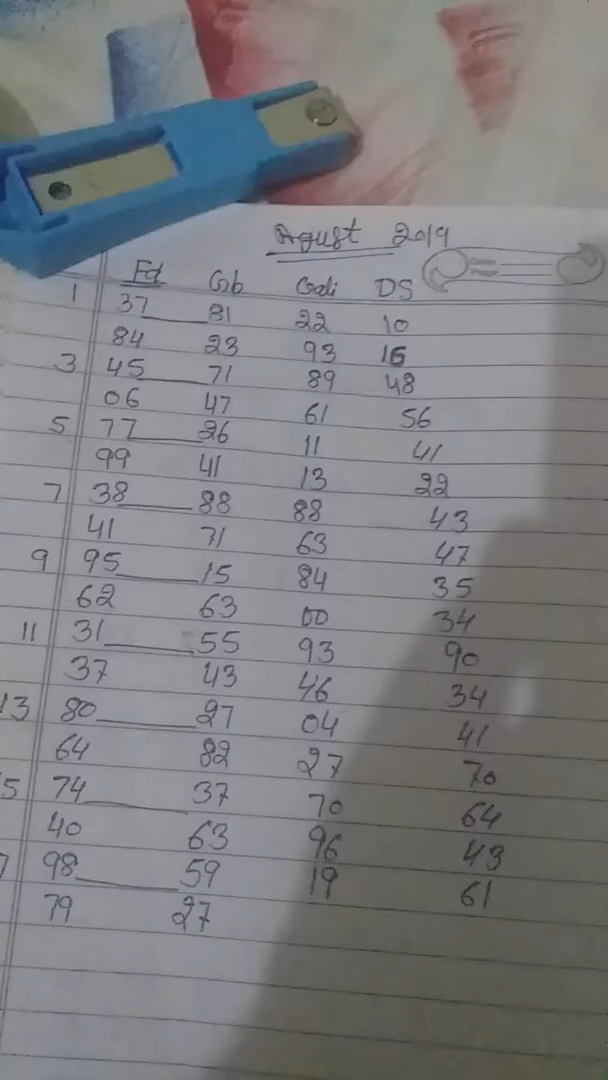 August 2019
Fd Gb Gali DS
1 37 81 22 10
84 23 93 16
3 45 71 89 48
06 47 61 56
5 77 26 11 41
99 41 13 22
7 38 88 88 43
41 71 63 47
9 95 15 84 35
62 63 00 34
11 31 55 93 90
37 43 46 34
13 80 27 04 41
64 82 27 70
5 74 37 70 64
40 63 96 43
7 98 59 19 61
79 27